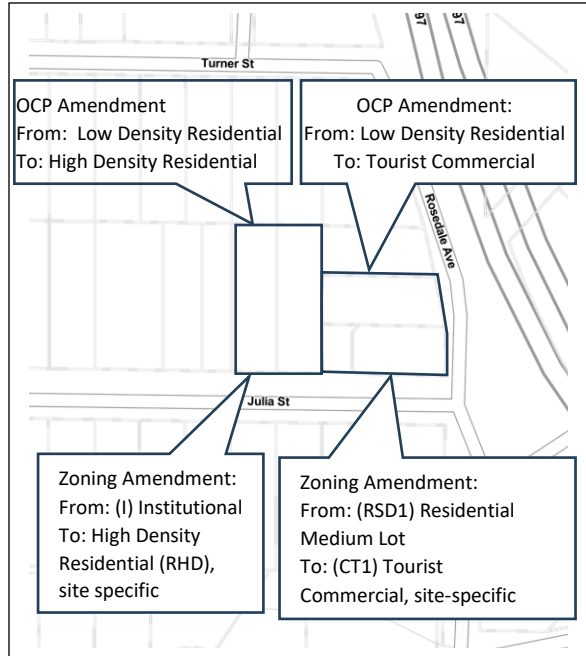 97
97
Turner St
OCP Amendment
From: Low Density Residential
To: High Density Residential
OCP Amendment:
From: Low Density Residential
To: Tourist Commercial
Rosedale Ave
Julia St
Zoning Amendment:
From: (I) Institutional
To: High Density
Residential (RHD),
site specific
Zoning Amendment:
From: (RSD1) Residential
Medium Lot
To: (CT1) Tourist
Commercial, site-specific